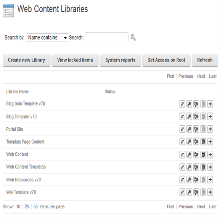 Web Content Libraries
Search by: Name contains Search:
Create new Library View locked items System reports Set Access on Root Refresh
First | Previous Next Last
Library Name Status
Blog Solo Template v70
Blog Template v70
Portal Site
Template Page Content
Web Content
Web Content Templates
Web Resources v70
Wiki Template v70
Show: 10 | 25 | 50 items per page First | Previous Next Last